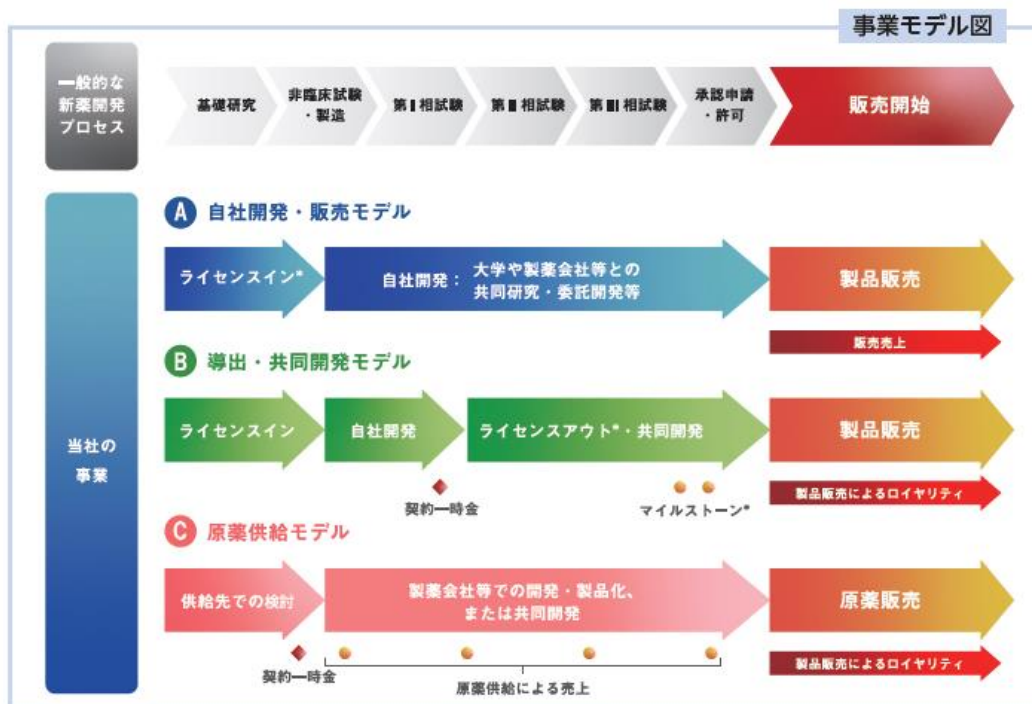 事業モデル図
一般的な
新薬開発
プロセス
基礎研究
非臨床試験
・製造
第Ⅰ相試験
第Ⅱ相試験
第Ⅲ相試験
承認申請
・許可
販売開始
当社の
事業
A 自社開発・販売モデル
ライセンスイン*
自社開発： 大学や製薬会社等との
共同研究・委託開発等
製品販売
販売売上
B 導出・共同開発モデル
ライセンスイン
自社開発
ライセンスアウト*・共同開発
製品販売
契約一時金
マイルストーン*
製品販売によるロイヤリティ
C 原薬供給モデル
供給先での検討
製薬会社等での開発・製品化、
または共同開発
原薬販売
契約一時金
原薬供給による売上
製品販売によるロイヤリティ